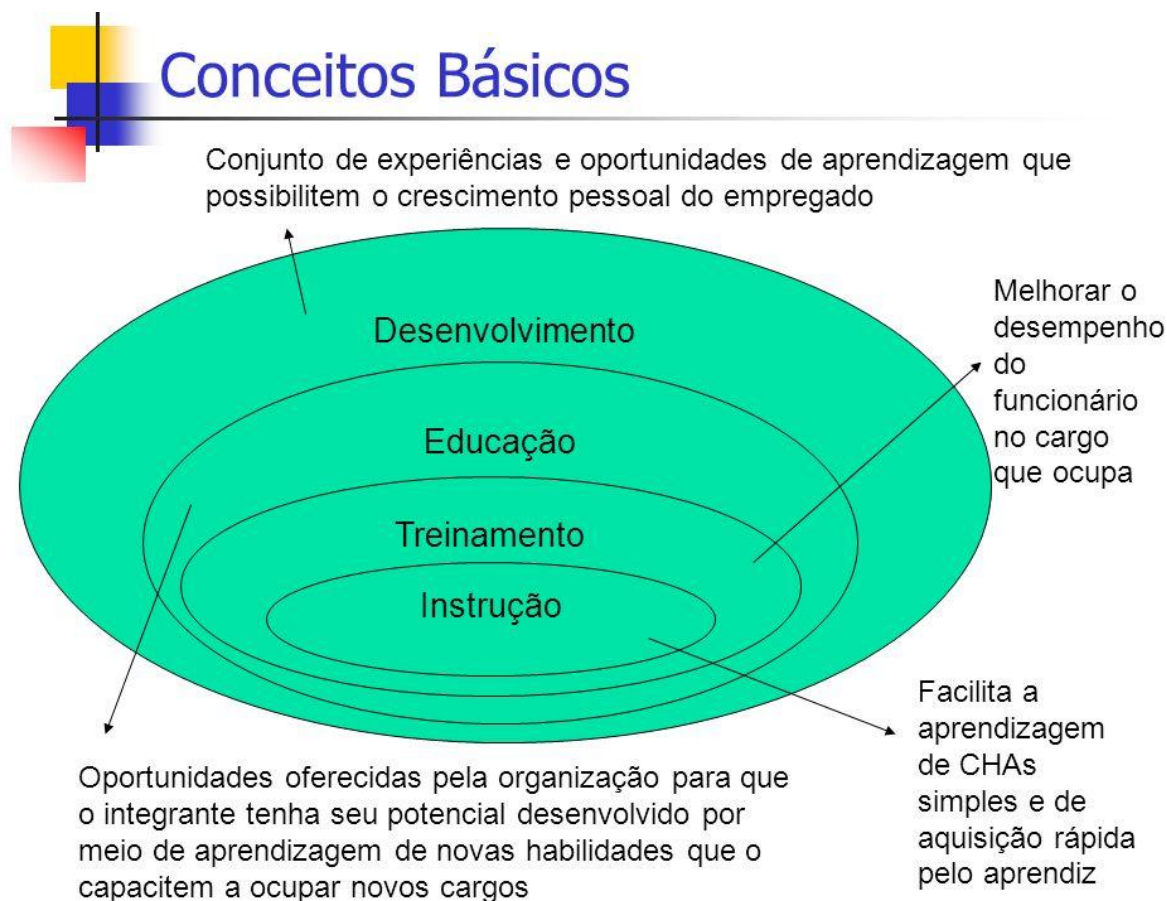 Conceitos Básicos
Conjunto de experiências e oportunidades de aprendizagem que
possibilitem o crescimento pessoal do empregado
Desenvolvimento
Educação
Treinamento
Instrução
Melhorar o
desempenho
do
funcionário
no cargo
que ocupa
Facilita a
aprendizagem
de CHAs
simples e de
aquisição rápida
pelo aprendiz
Oportunidades oferecidas pela organização para que
o integrante tenha seu potencial desenvolvido por
meio de aprendizagem de novas habilidades que o
capacitem a ocupar novos cargos